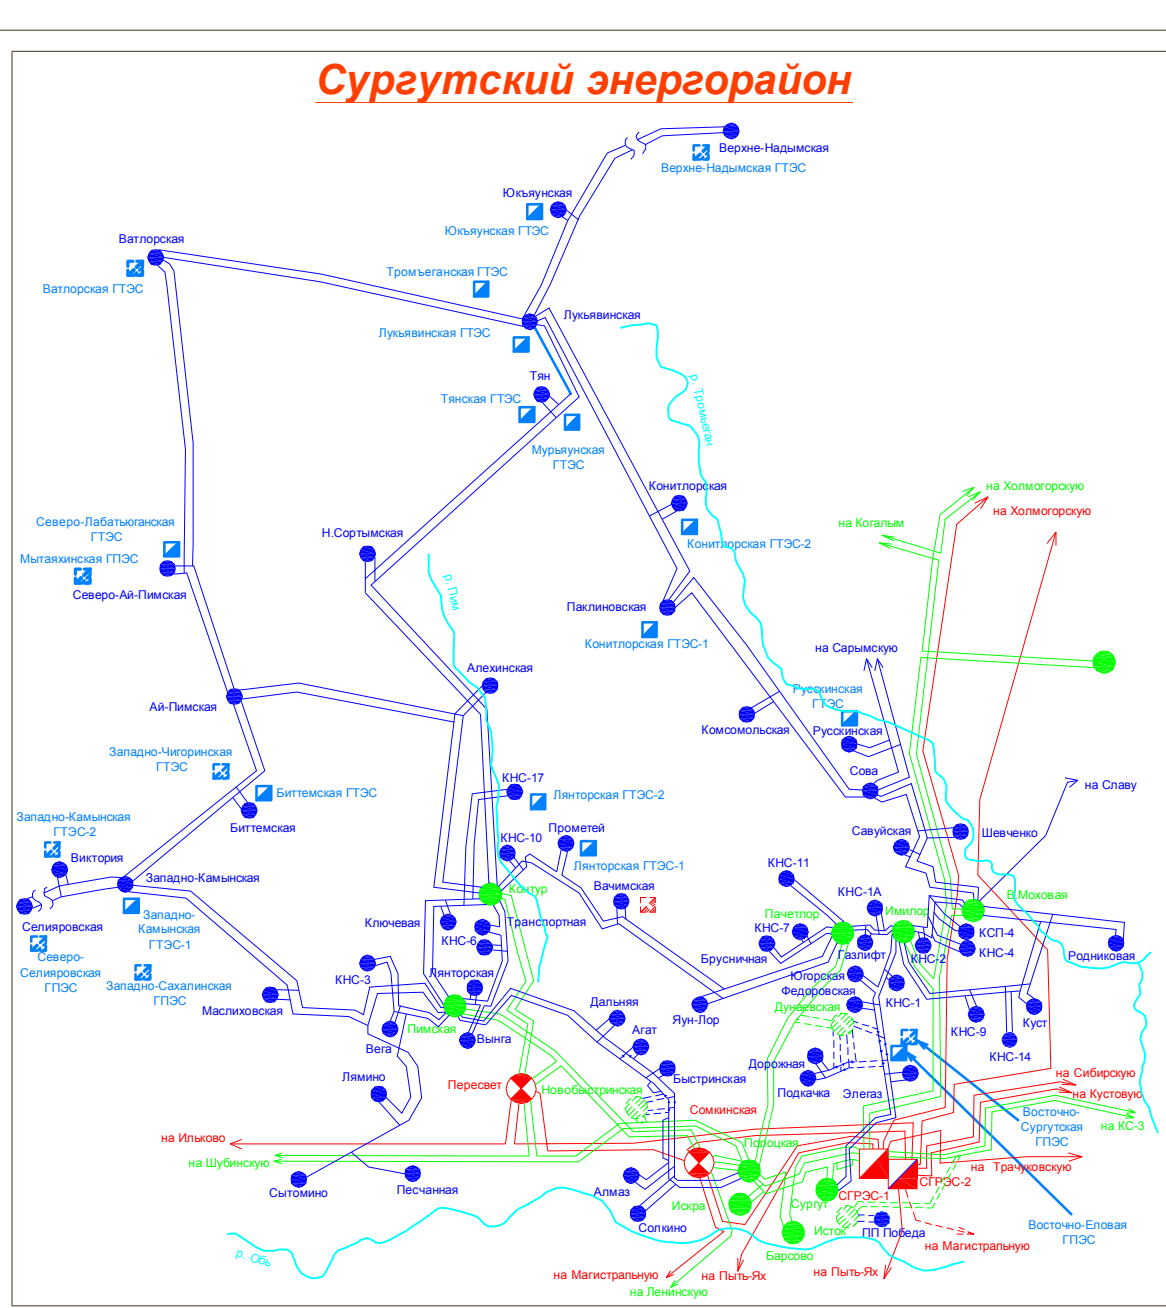 Сургутский энергорайон
Верхне-Надымская
Верхне-Надымская ГТЭС
Юкъяунская
Юкъяунская ГТЭС
Ватлорская
Ватлорская ГТЭС
Тромъеганская ГТЭС
Лукьявинская
Лукьявинская ГТЭС
р. Тромъеган
Тян
Тянская ГТЭС
Мурьяунская
ГТЭС
Конитлорская
на Холмогорскую
на Холмогорскую
на Когалым
Северо-Лабатьюганская
ГТЭС
Мытаяхинская ГПЭС
Северо-Ай-Пимская
Н.Сортымская
Конитлорская ГТЭС-2
р. Пим
Паклиновская
Конитлорская ГТЭС-1
на Сарымскую
Алехинская
Ай-Пимская
Русскинская
ГТЭС
Комсомольская
Русскинская
Западно-Чигоринская
ГТЭС
Биттемская ГТЭС
Биттемская
КНС-17
Лянторская ГТЭС-2
Сова
на Славу
Западно-Камынская
ГТЭС-2
Виктория
КНС-10
Прометей
Лянторская ГТЭС-1
Савуйская
Шевченко
Западно-Камынская
КНС-11
Селияровская
Западно-
Камынская
ГТЭС-1
Контур
Вачимская
КНС-1А
В.Моховая
Ключевая
Транспортная
КНС-6
Пачетлор
КНС-7
Имилор
КСП-4
Северо-
Селияровская
ГПЭС
Западно-Сахалинская
ГПЭС
Брусничная
Газлифт
КНС-2
КНС-4
Родниковая
КНС-3
Лянторская
Югорская
Федоровская
КНС-1
Маслиховская
Дальняя
Яун-Лор
Дунаевская
Пимская
Вега
Вынга
Агат
КНС-9
Куст
КНС-14
Лямино
Пересвет
Новобыстринская
Быстринская
Дорожная
Подкачка
Элегаз
на Сибирскую
на Кустовую
Сомкинская
Восточно-
Сургутская
ГПЭС
на КС-3
на Ильково
на Шубинскую
Полоцкая
на Трачуковскую
Сытомино
Песчанная
Алмаз
Искра
Сургут
СГРЭС-1
СГРЭС-2
Солкино
Исток
ПП Победа
Барсово
на Магистральную
Восточно-Еловая
ГПЭС
р. Обь
на Магистральную
на Пыть-Ях
на Пыть-Ях
на Ленинскую